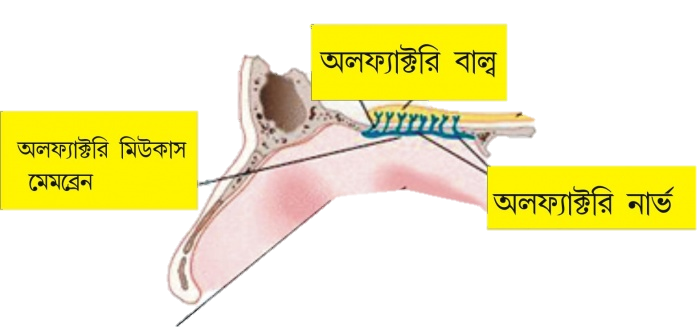 অলফ্যাক্টরি বাল্ব
অলফ্যাক্টরি মিউকাস
মেমব্রেন
অলফ্যাক্টরি নার্ভ